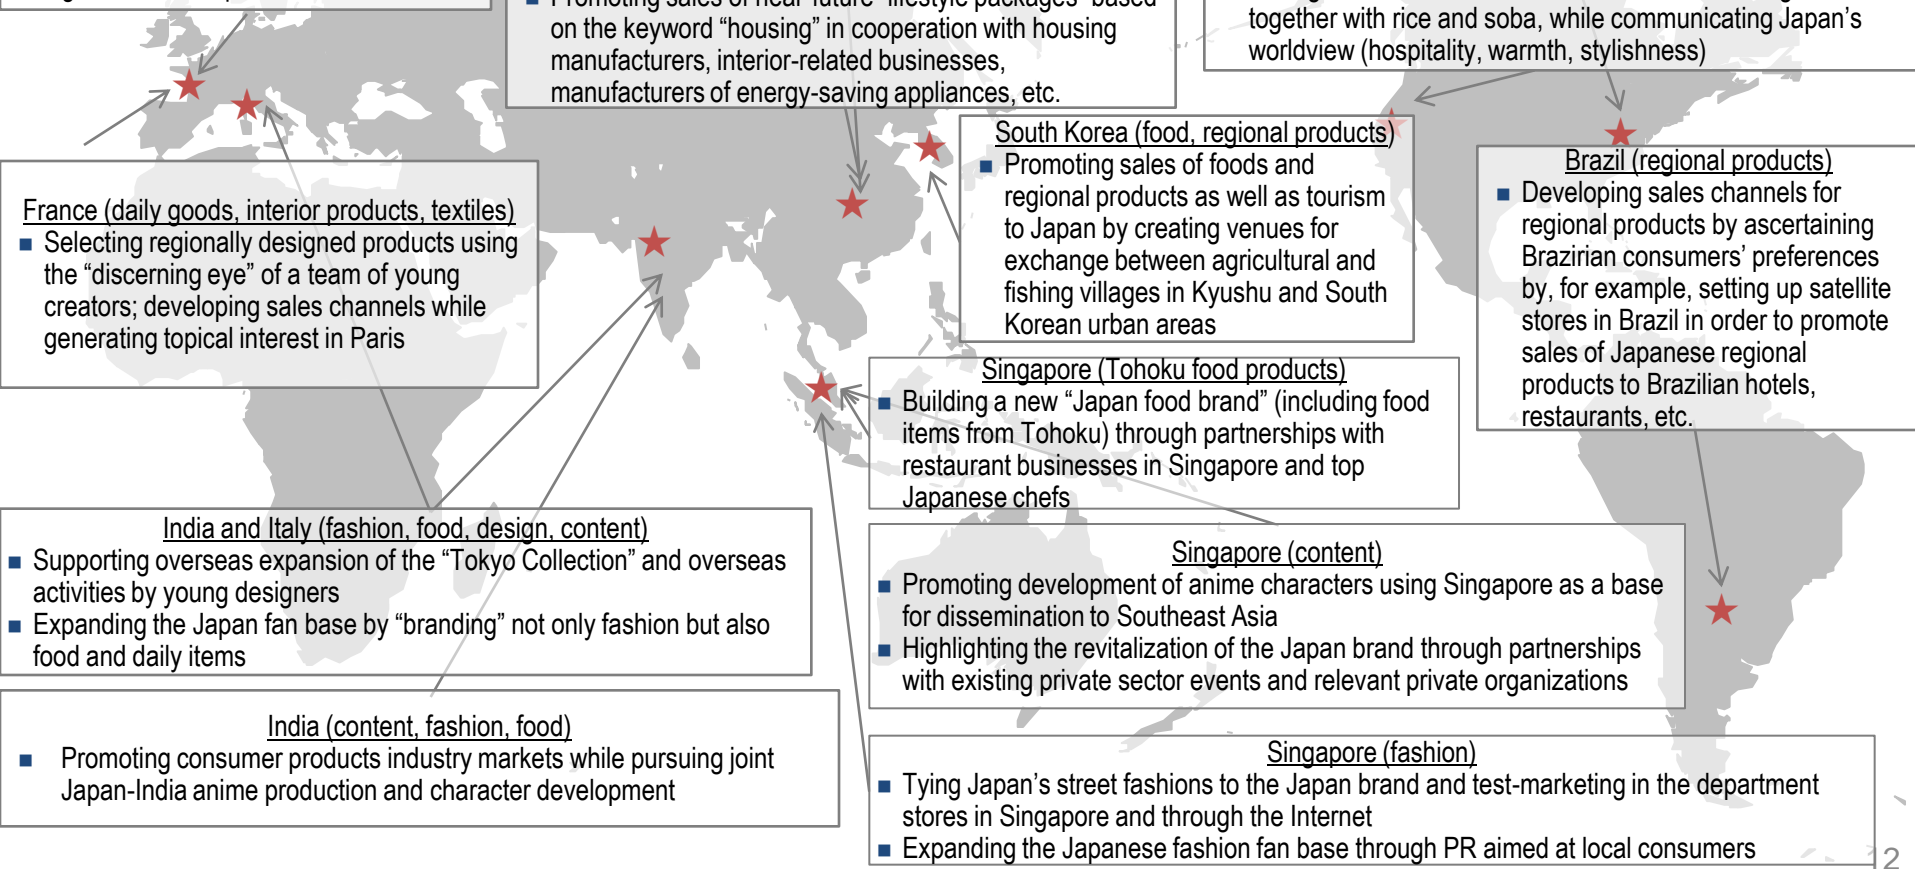 Promoting sales of near-future “lifestyle packages” based
on the keyword “housing” in cooperation with housing
manufacturers, interior-related businesses,
manufacturers of energy-saving appliances, etc.
together with rice and soba, while communicating Japan’s
worldview (hospitality, warmth, stylishness)
South Korea (food, regional products)
Promoting sales of foods and
regional products as well as tourism
to Japan by creating venues for
exchange between agricultural and
fishing villages in Kyushu and South
Korean urban areas
Brazil (regional products)
Developing sales channels for
regional products by ascertaining
Brazirian consumers’ preferences
by, for example, setting up satellite
stores in Brazil in order to promote
sales of Japanese regional
products to Brazilian hotels,
restaurants, etc.
France (daily goods, interior products, textiles)
Selecting regionally designed products using
the “discerning eye” of a team of young
creators; developing sales channels while
generating topical interest in Paris
Singapore (Tohoku food products)
Building a new “Japan food brand” (including food
items from Tohoku) through partnerships with
restaurant businesses in Singapore and top
Japanese chefs
India and Italy (fashion, food, design, content)
Supporting overseas expansion of the “Tokyo Collection” and overseas
activities by young designers
Expanding the Japan fan base by “branding” not only fashion but also
food and daily items
Singapore (content)
Promoting development of anime characters using Singapore as a base
for dissemination to Southeast Asia
Highlighting the revitalization of the Japan brand through partnerships
with existing private sector events and relevant private organizations
India (content, fashion, food)
Promoting consumer products industry markets while pursuing joint
Japan-India anime production and character development
Singapore (fashion)
Tying Japan’s street fashions to the Japan brand and test-marketing in the department
stores in Singapore and through the Internet
Expanding the Japanese fashion fan base through PR aimed at local consumers
12